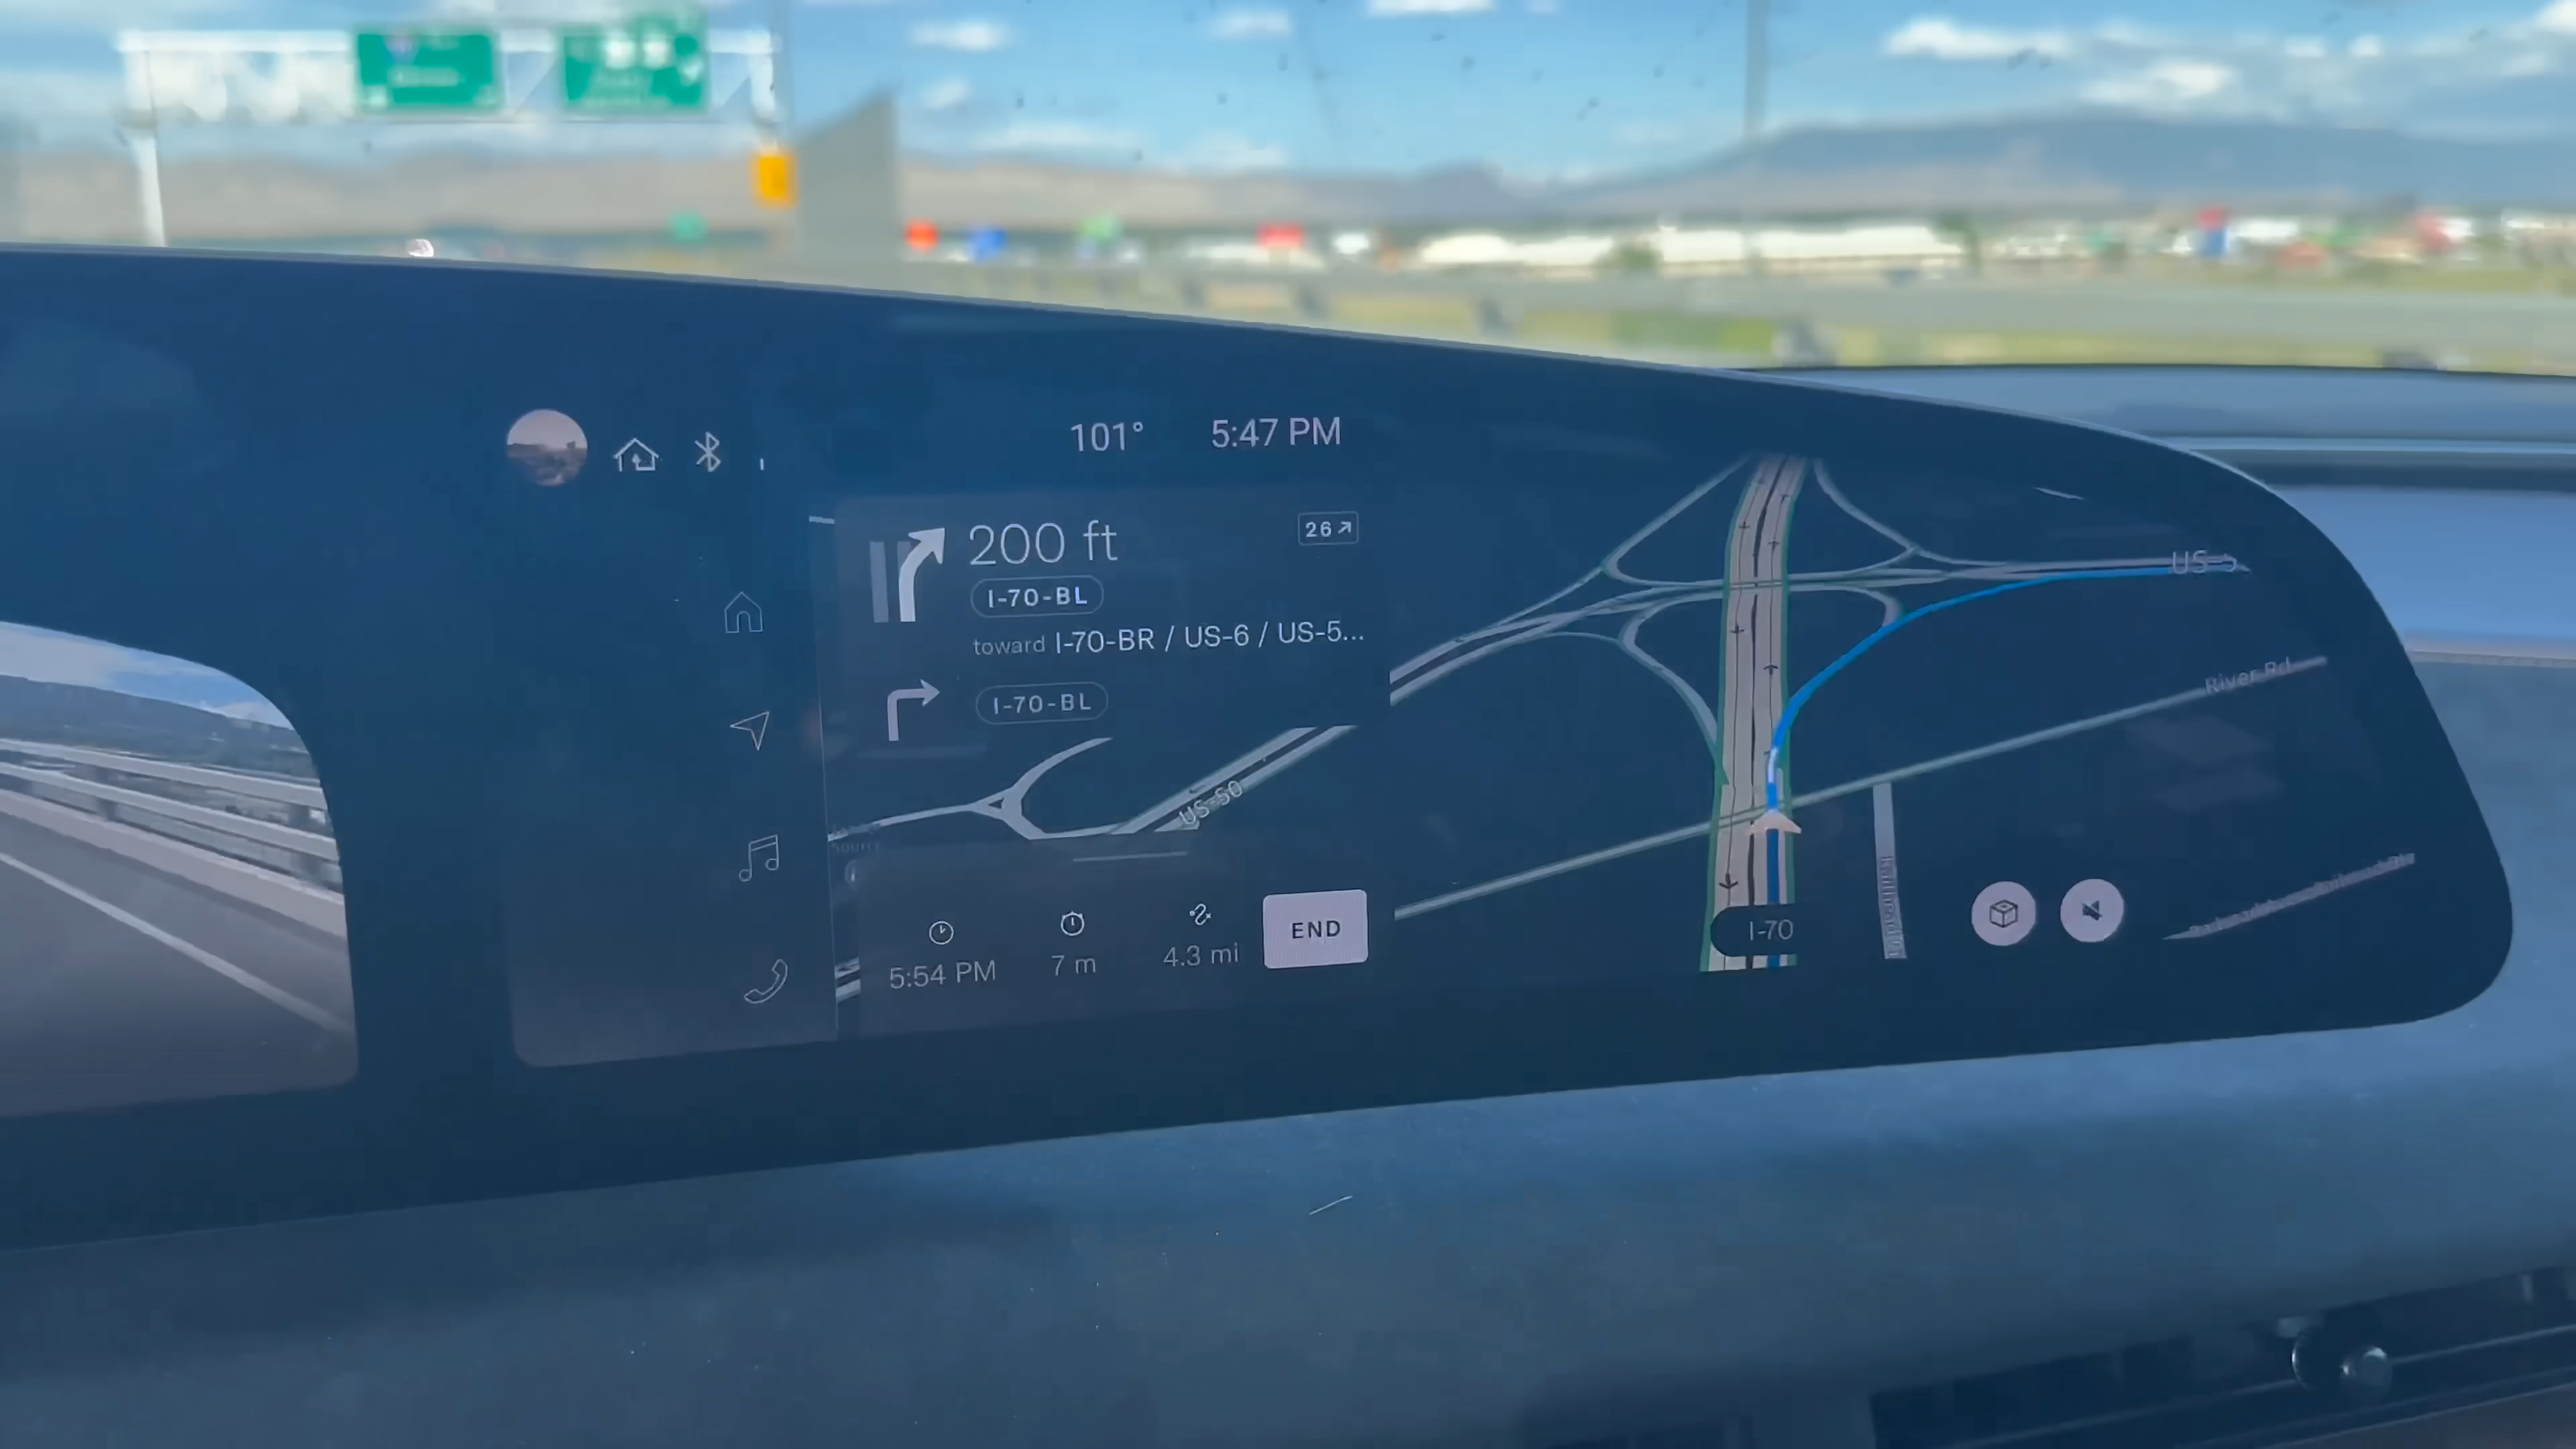 101° 5:47 PM
200 ft
26
I-70-BL
toward I-70-BR / US-6 / US-5...
I-70-BL
US-50
US-5
River Rd
I-70
5:54 PM 7 m 4.3 mi END